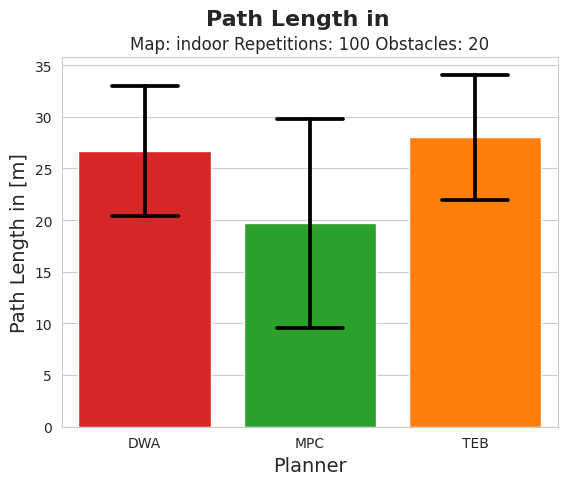 Path Length in
Map: indoor Repetitions: 100 Obstacles: 20
Path Length in [m]
35
30
25
20
15
10
5
0
DWA
MPC
TEB
Planner